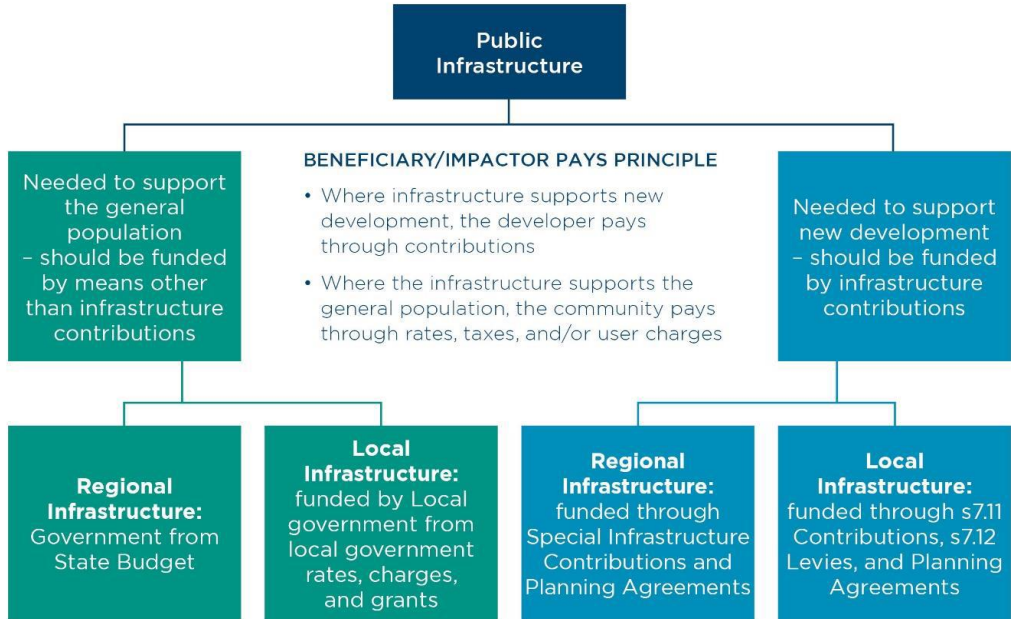 Public
Infrastructure
Needed to support
the general
population
– should be funded
by means other
than infrastructure
contributions
BENEFICIARY/IMPACTOR PAYS PRINCIPLE
• Where infrastructure supports new
development, the developer pays
through contributions
• Where the infrastructure supports the
general population, the community pays
through rates, taxes, and/or user charges
Needed to support
new development
– should be funded
by infrastructure
contributions
Regional
Infrastructure:
Government from
State Budget
Local
Infrastructure:
funded by Local
government from
local government
rates, charges,
and grants
Regional
Infrastructure:
funded through
Special Infrastructure
Contributions and
Planning Agreements
Local
Infrastructure:
funded through s7.11
Contributions, s7.12
Levies, and Planning
Agreements